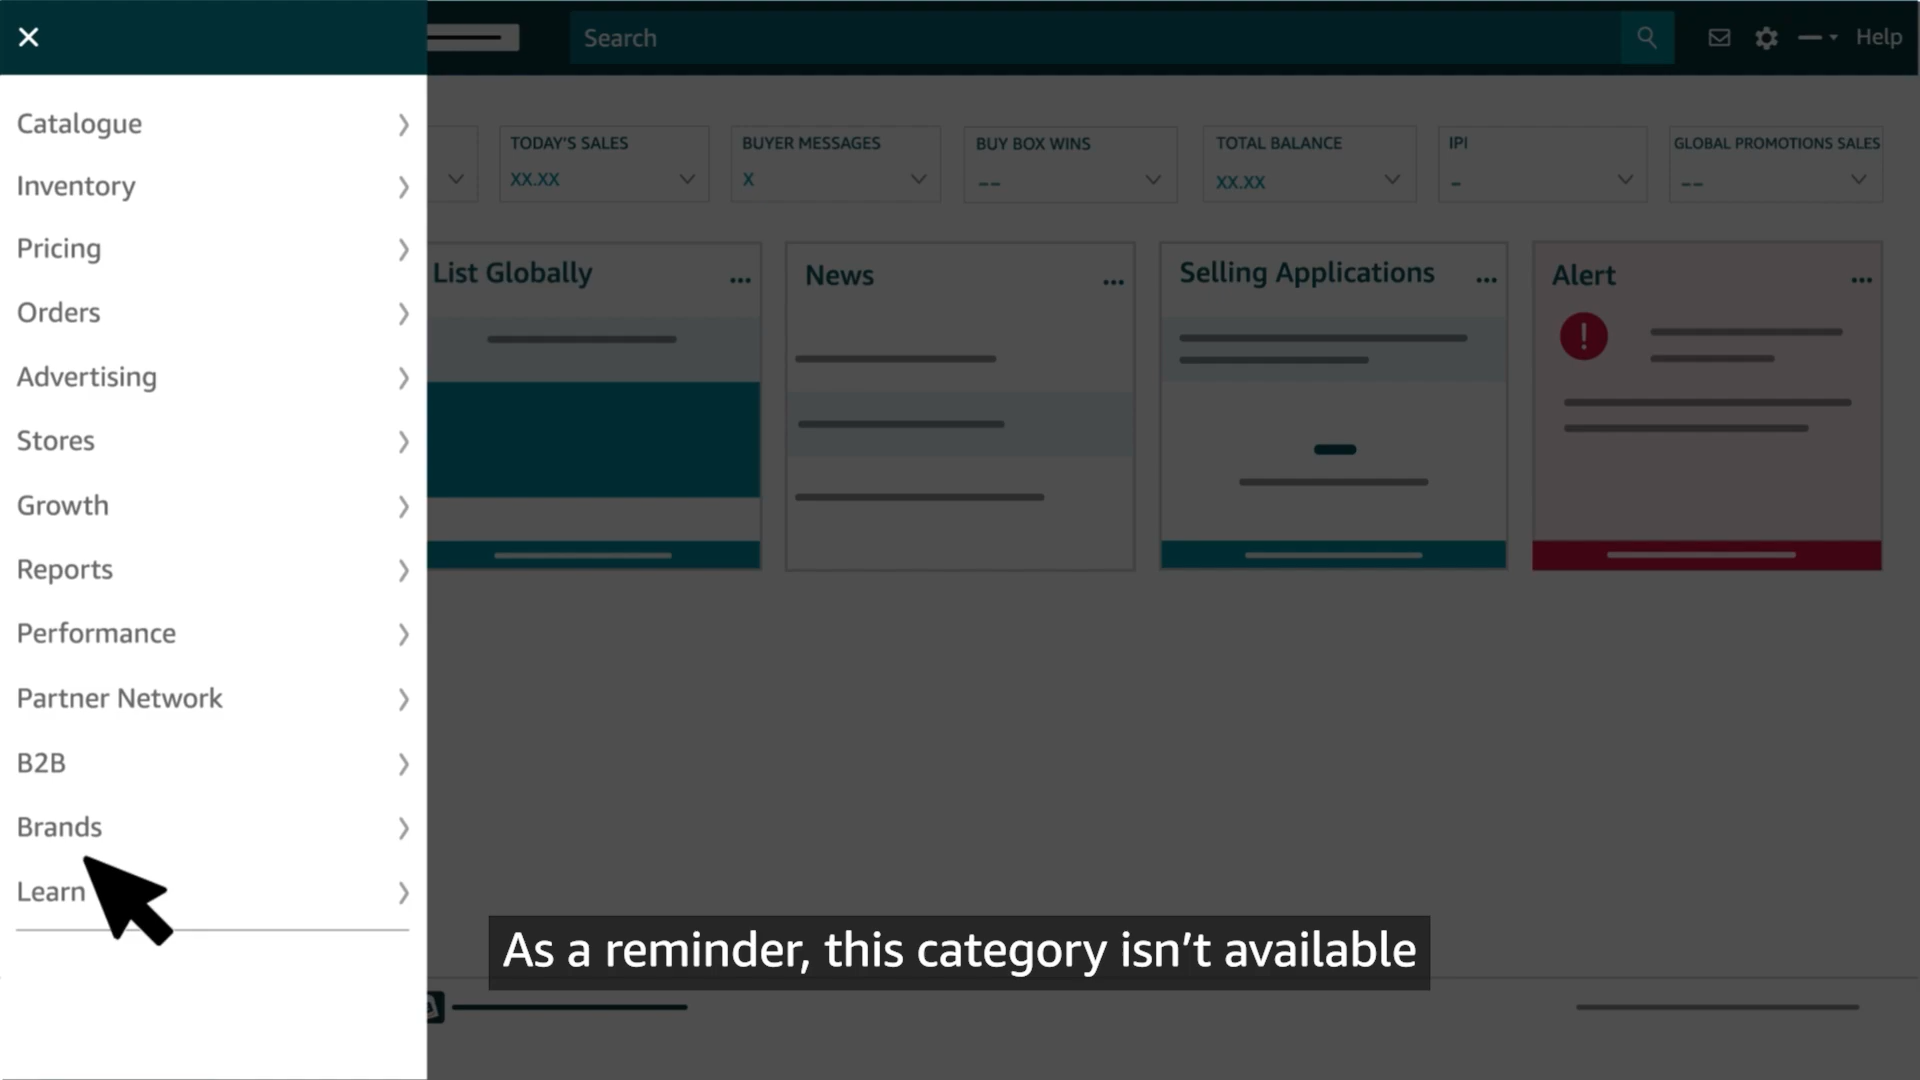 Search
Help
Catalogue
Inventory
Pricing
Orders
Advertising
Stores
Growth
Reports
Performance
Partner Network
B2B
Brands
Learn
TODAY'S SALES
XX.XX
BUYER MESSAGES
X
BUY BOX WINS
--
TOTAL BALANCE
XX.XX
IPI
-
GLOBAL PROMOTIONS SALES
--
List Globally
News
Selling Applications
Alert
!
As a reminder, this category isn't available